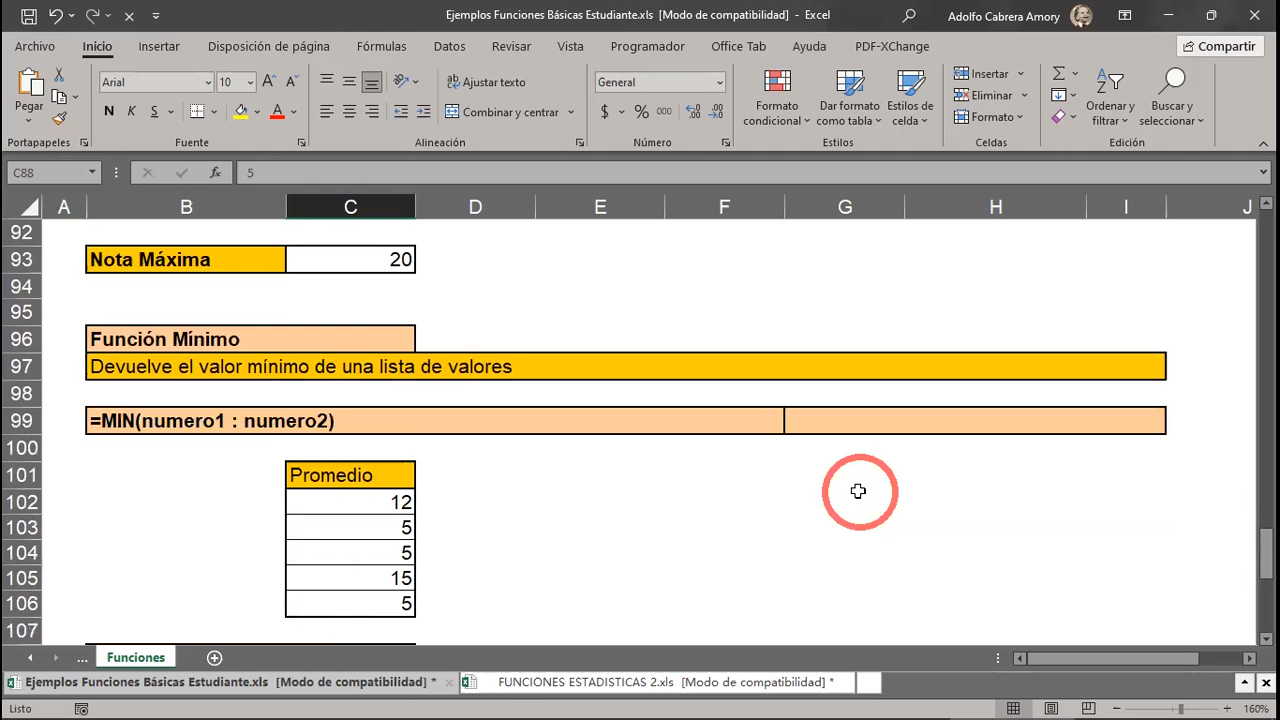 Ejemplos Funciones Básicas Estudiante.xls [Modo de compatibilidad] - Excel
Adolfo Cabrera Amory
Archivo Inicio Insertar Disposición de página Fórmulas Datos Revisar Vista Programador Office Tab Ayuda PDF-XChange Compartir
Pegar
Arial 10
N K S
Ajustar texto
Combinar y centrar
General
$ % 000
Formato condicional
Dar formato como tabla
Estilos de celda
Insertar
Eliminar
Formato
Ordenar y filtrar
Buscar y seleccionar
Portapapeles Fuente Alineación Número Estilos Celdas Edición
C88 fx 5
A B C D E F G H I J
92
93 Nota Máxima 20
94
95
96 Función Mínimo
97 Devuelve el valor mínimo de una lista de valores
98
99 =MIN(numero1 : numero2)
100
101 Promedio
102 12
103 5
104 5
105 15
106 5
107
... Funciones
Ejemplos Funciones Básicas Estudiante.xls [Modo de compatibilidad] *
FUNCIONES ESTADISTICAS 2.xls [Modo de compatibilidad] *
Listo 160%